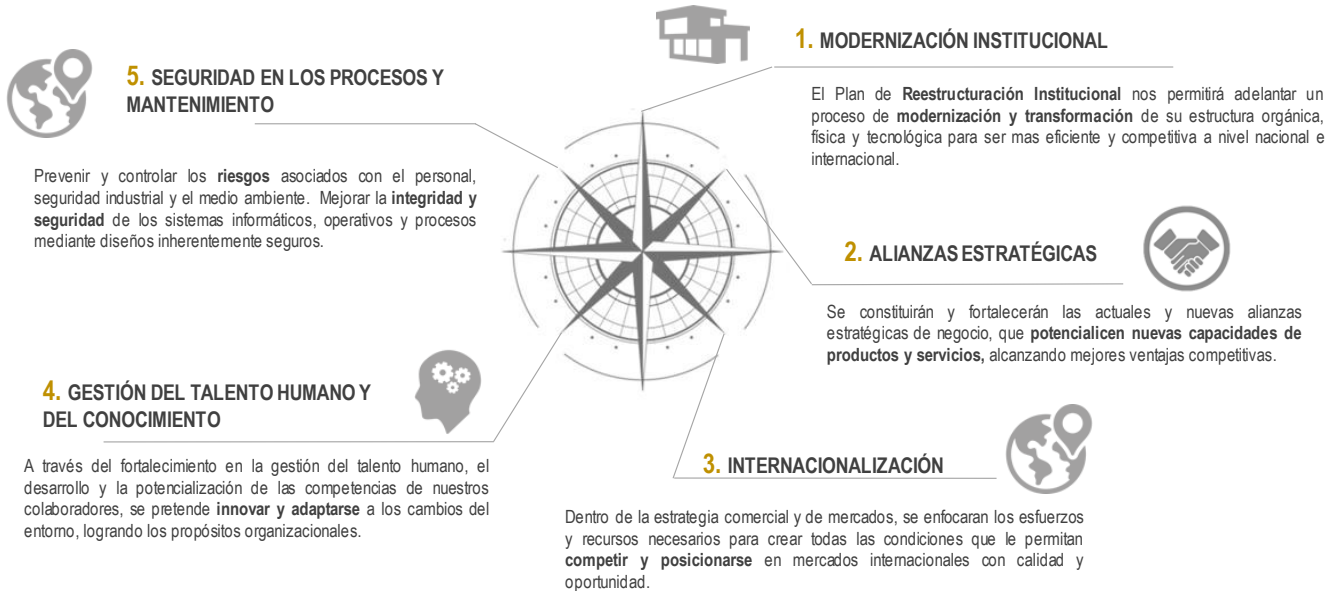 1. MODERNIZACIÓN INSTITUCIONAL
El Plan de Reestructuración Institucional nos permitirá adelantar un
proceso de modernización y transformación de su estructura orgánica,
física y tecnológica para ser mas eficiente y competitiva a nivel nacional e
internacional.
2. ALIANZAS ESTRATÉGICAS
Se constituirán y fortalecerán las actuales y nuevas alianzas
estratégicas de negocio, que potencialicen nuevas capacidades de
productos y servicios, alcanzando mejores ventajas competitivas.
3. INTERNACIONALIZACIÓN
Dentro de la estrategia comercial y de mercados, se enfocaran los esfuerzos
y recursos necesarios para crear todas las condiciones que le permitan
competir y posicionarse en mercados internacionales con calidad y
oportunidad.
4. GESTIÓN DEL TALENTO HUMANO Y
DEL CONOCIMIENTO
A través del fortalecimiento en la gestión del talento humano, el
desarrollo y la potencialización de las competencias de nuestros
colaboradores, se pretende innovar y adaptarse a los cambios del
entorno, logrando los propósitos organizacionales.
5. SEGURIDAD EN LOS PROCESOS Y
MANTENIMIENTO
Prevenir y controlar los riesgos asociados con el personal,
seguridad industrial y el medio ambiente. Mejorar la integridad y
seguridad de los sistemas informáticos, operativos y procesos
mediante diseños inherentemente seguros.